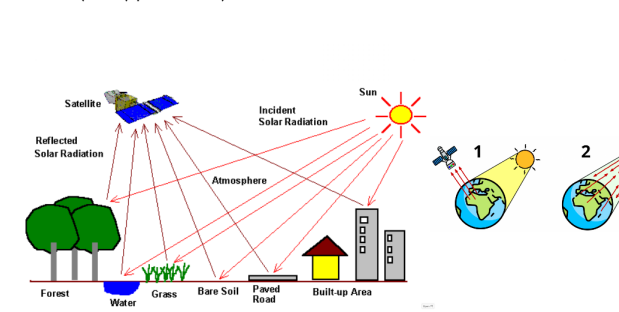 Sun
Satellite
Incident
Solar Radiation
Reflected
Solar Radiation
Atmosphere
1
2
Forest
Water
Grass
Bare Soil
Paved
Road
Built-up Area